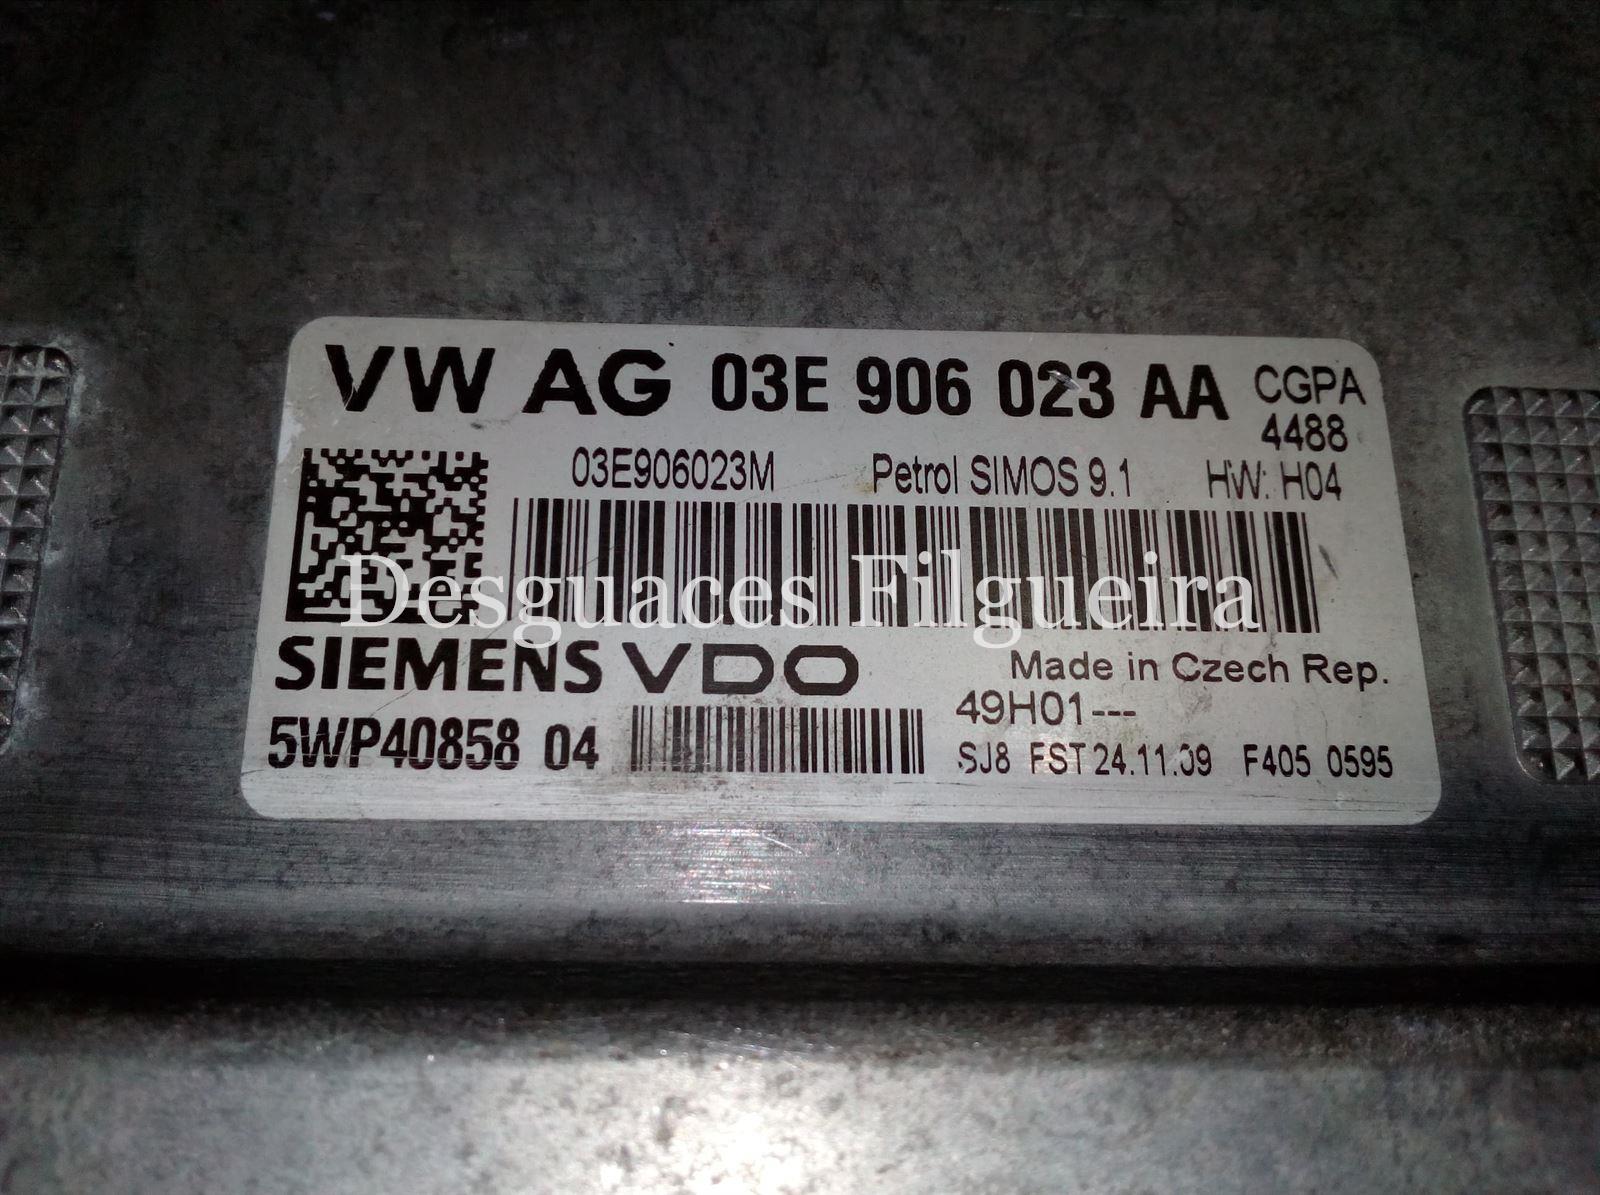 VW AG 03E 906 023 AA CGPA
4488
03E906023M Petrol SIMOS 9.1 HW: H04
Desguaces Filgueira
SIEMENS VDO Made in Czech Rep.
49H01---
5WP40858 04 SJ8 FST 24.11.09 F405 0595